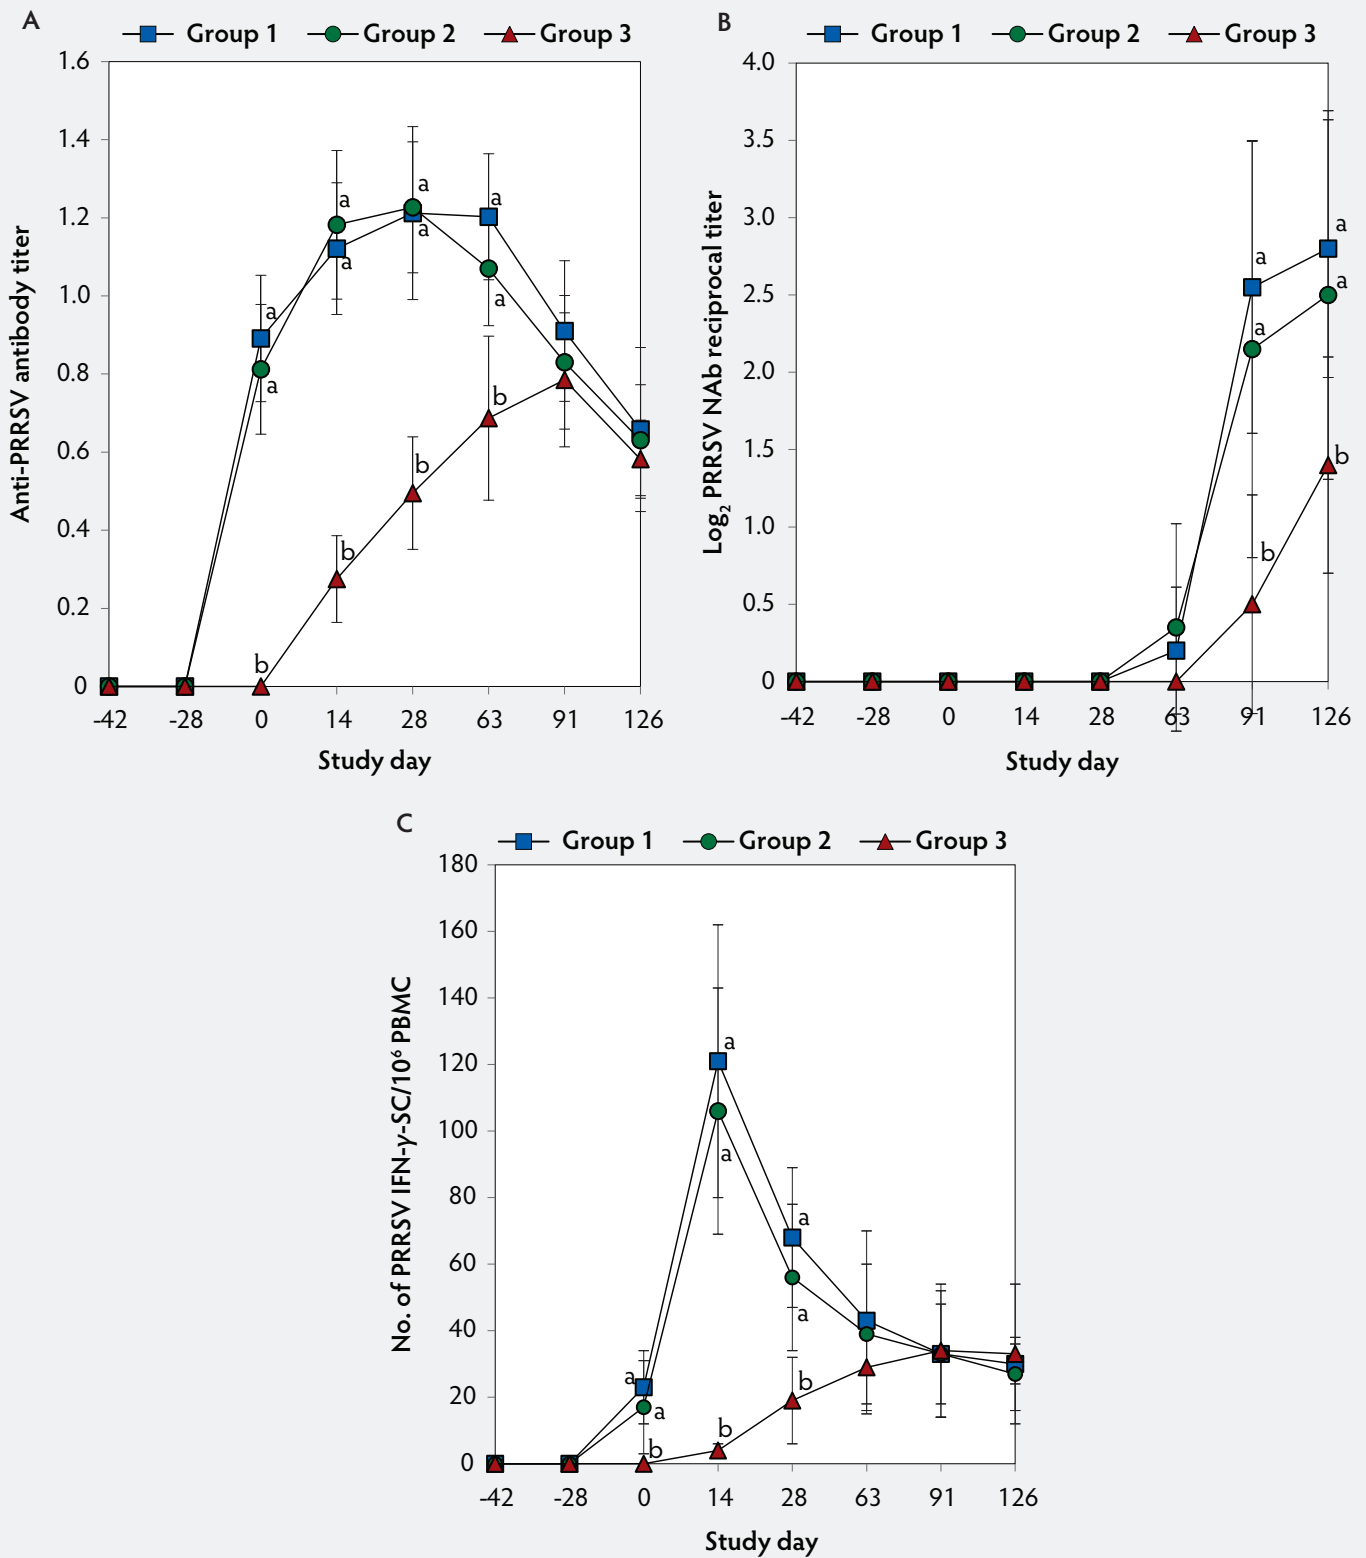 A
Group 1 Group 2 Group 3
1.6
1.4
1.2
1.0
0.8
0.6
0.4
0.2
0
Anti-PRRSV antibody titer
a
a
a
a
a
a
a
a
b
b
b
b
-42 -28 0 14 28 63 91 126
Study day
B
Group 1 Group 2 Group 3
4.0
3.5
3.0
2.5
2.0
1.5
1.0
0.5
0
Log₂ PRRSV NAb reciprocal titer
a
a
a
a
b
b
-42 -28 0 14 28 63 91 126
Study day
C
Group 1 Group 2 Group 3
180
160
140
120
100
80
60
40
20
0
No. of PRRSV IFN-γ-SC/10⁶ PBMC
a
a
a
a
a
a
b
b
b
-42 -28 0 14 28 63 91 126
Study day